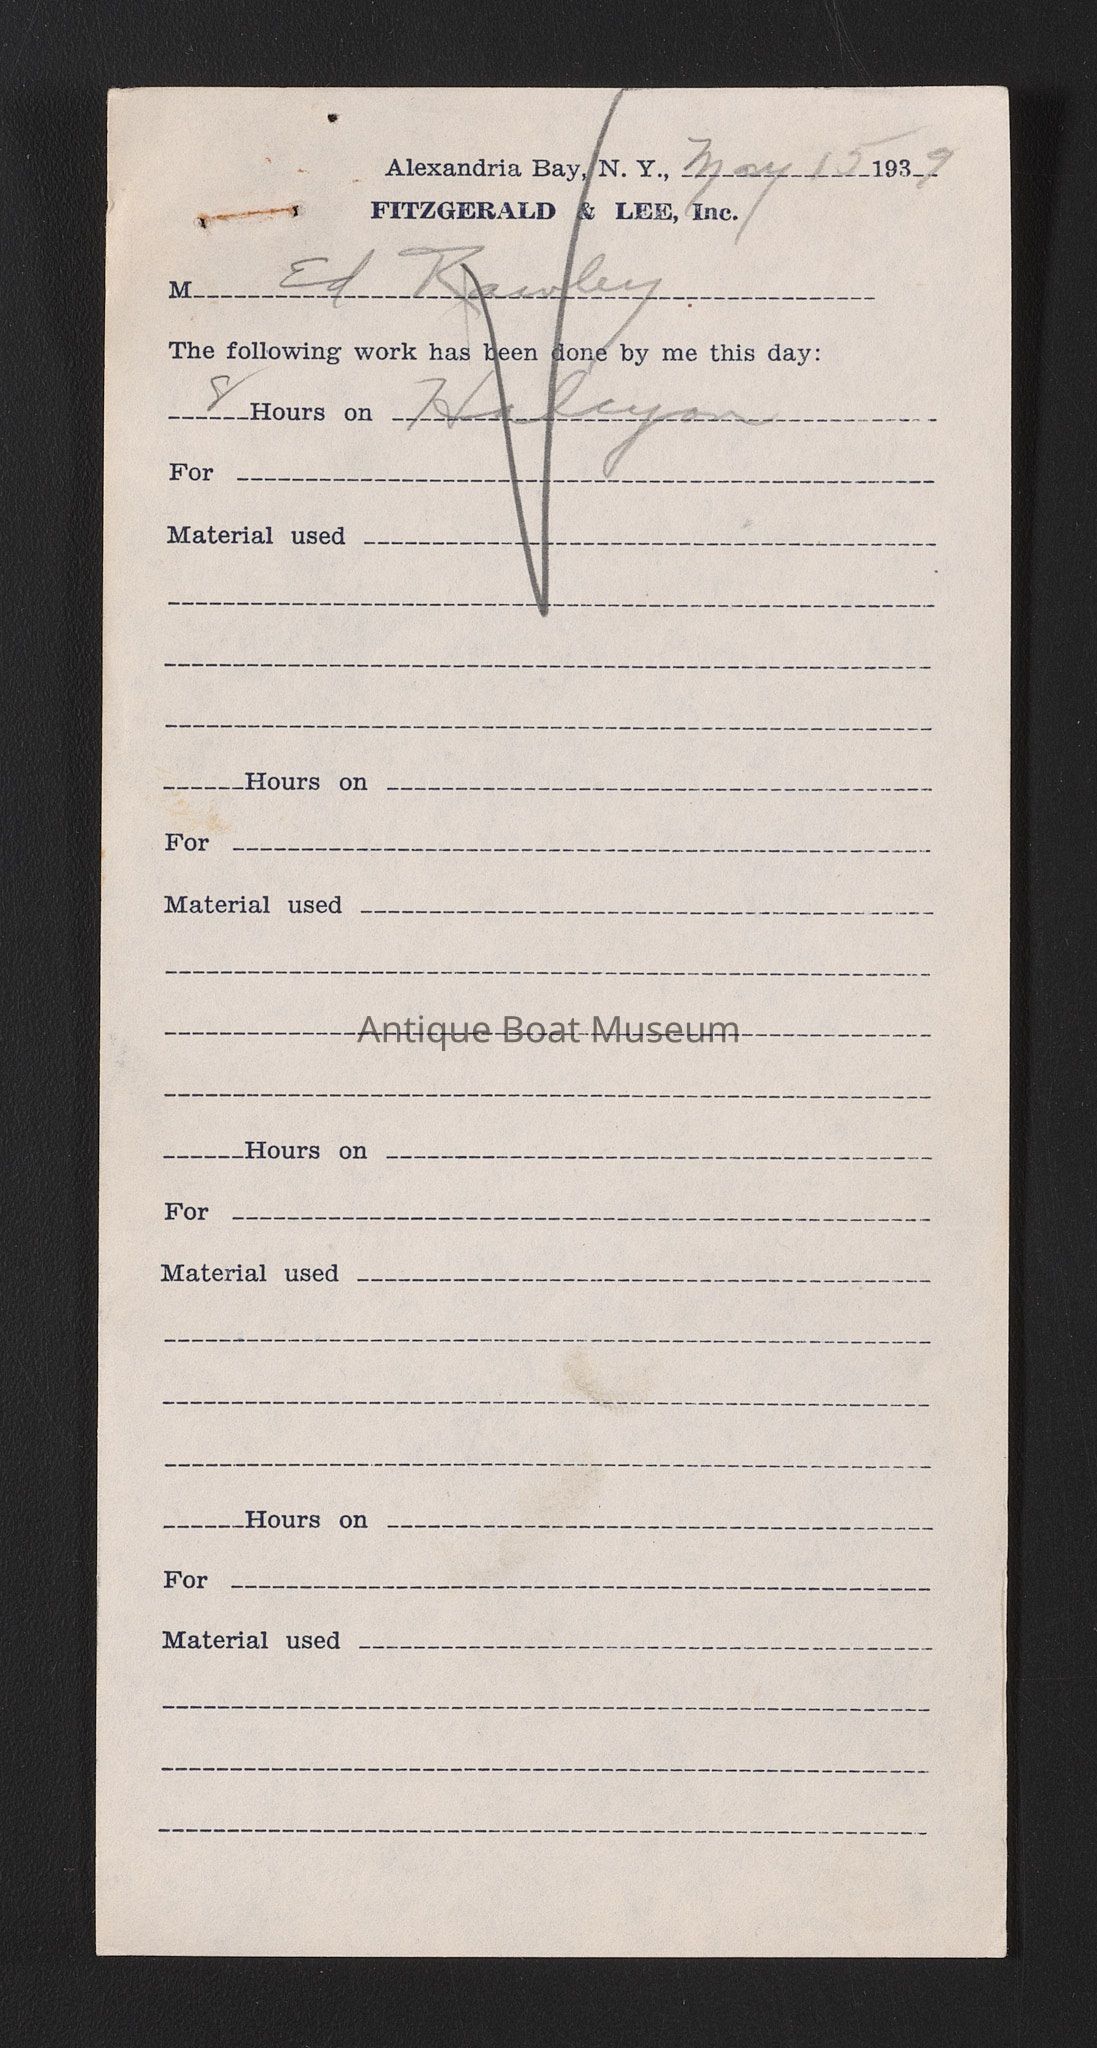 Alexandria Bay, N. Y., May 15 1939
FITZGERALD & LEE, Inc.
M Ed Rawley
The following work has been done by me this day:
8 Hours on Halcyon
For
Material used
Hours on
For
Material used
Antique Boat Museum
Hours on
For
Material used
Hours on
For
Material used